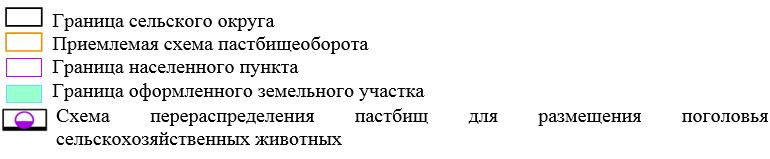 Граница сельского округа
Приемлемая схема пастбищеоборота
Граница населенного пункта
Граница оформленного земельного участка
Схема перераспределения пастбищ для размещения поголовья
сельскохозяйственных животных